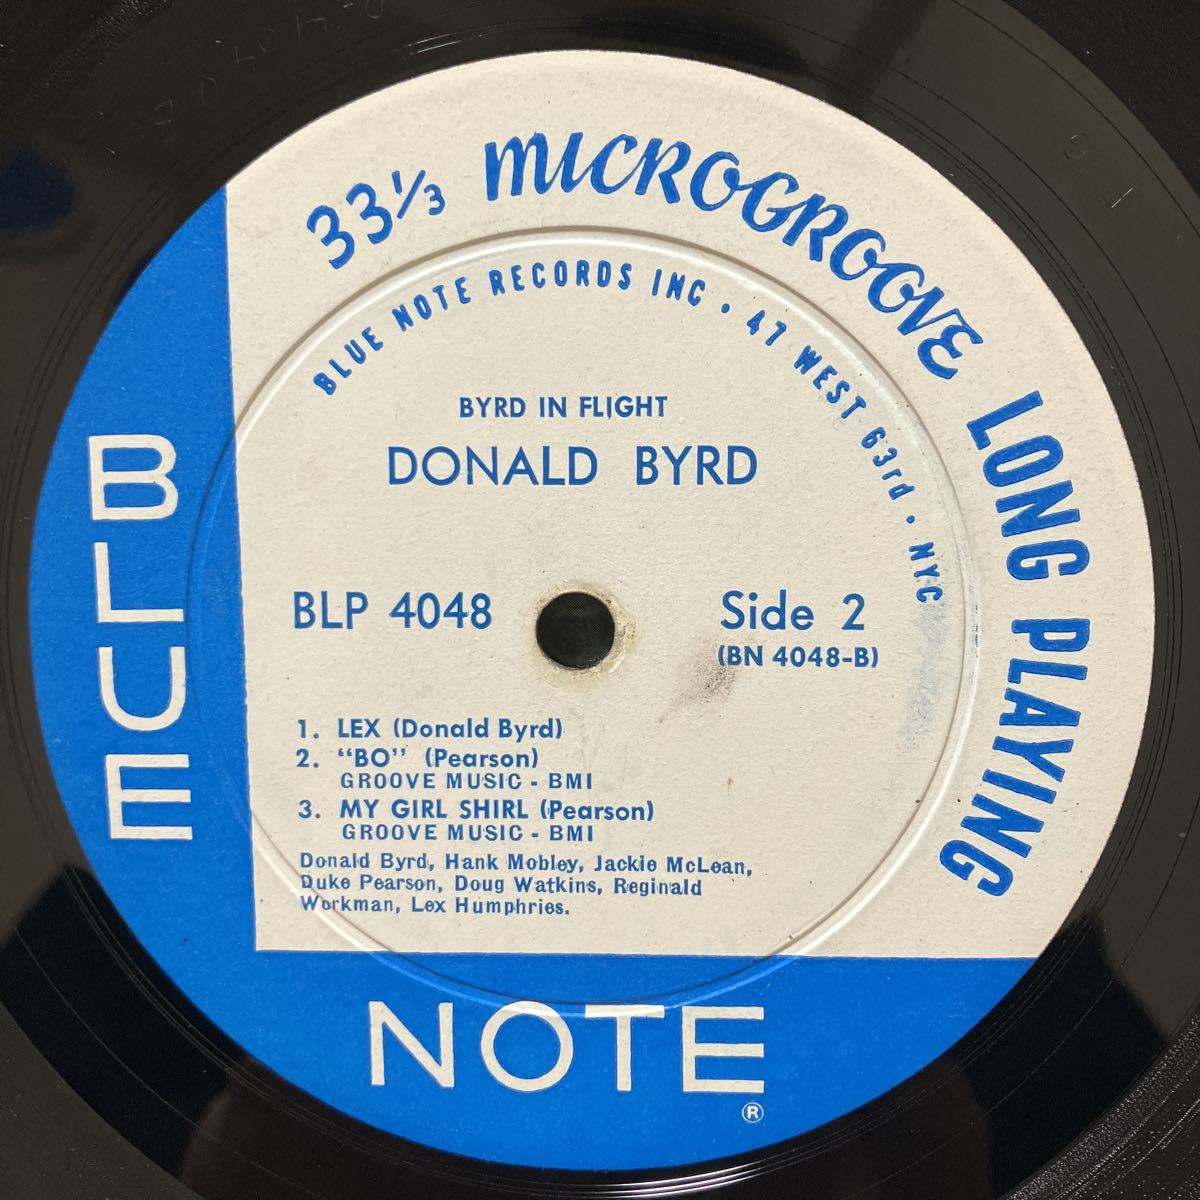 33⅓ MICROGROOVE LONG PLAYING
BLUE NOTE RECORDS INC • 47 WEST 63rd • NYC
BYRD IN FLIGHT
DONALD BYRD
BLP 4048
Side 2
(BN 4048-B)
1. LEX (Donald Byrd)
2. "BO" (Pearson)
GROOVE MUSIC - BMI
3. MY GIRL SHIRL (Pearson)
GROOVE MUSIC - BMI
Donald Byrd, Hank Mobley, Jackie McLean,
Duke Pearson, Doug Watkins, Reginald
Workman, Lex Humphries.
BLUE
NOTE
®